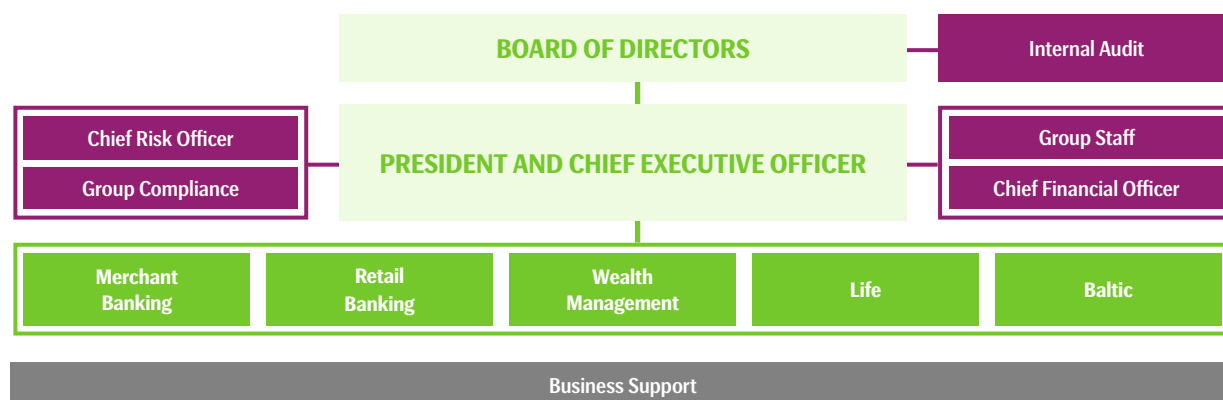 BOARD OF DIRECTORS
Internal Audit
Chief Risk Officer
Group Compliance
PRESIDENT AND CHIEF EXECUTIVE OFFICER
Group Staff
Chief Financial Officer
Merchant
Banking
Retail
Banking
Wealth
Management
Life
Baltic
Business Support